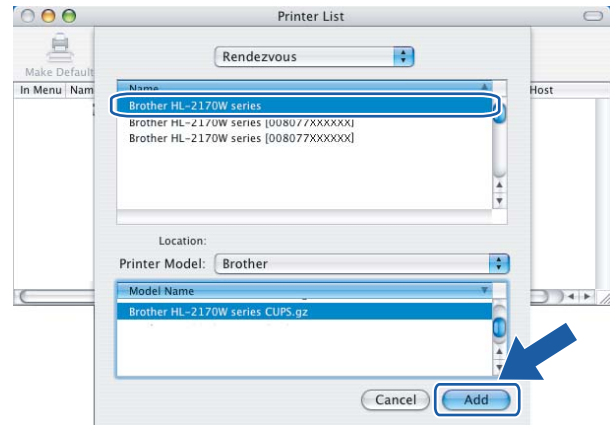 Printer List
Rendezvous
Make Default
In Menu Nam
Name
Host
Brother HL-2170W series
Brother HL-2170W series [008077XXXXXX]
Brother HL-2170W series [008077XXXXXX]
Location:
Printer Model: Brother
Model Name
Brother HL-2170W series CUPS.gz
Cancel Add